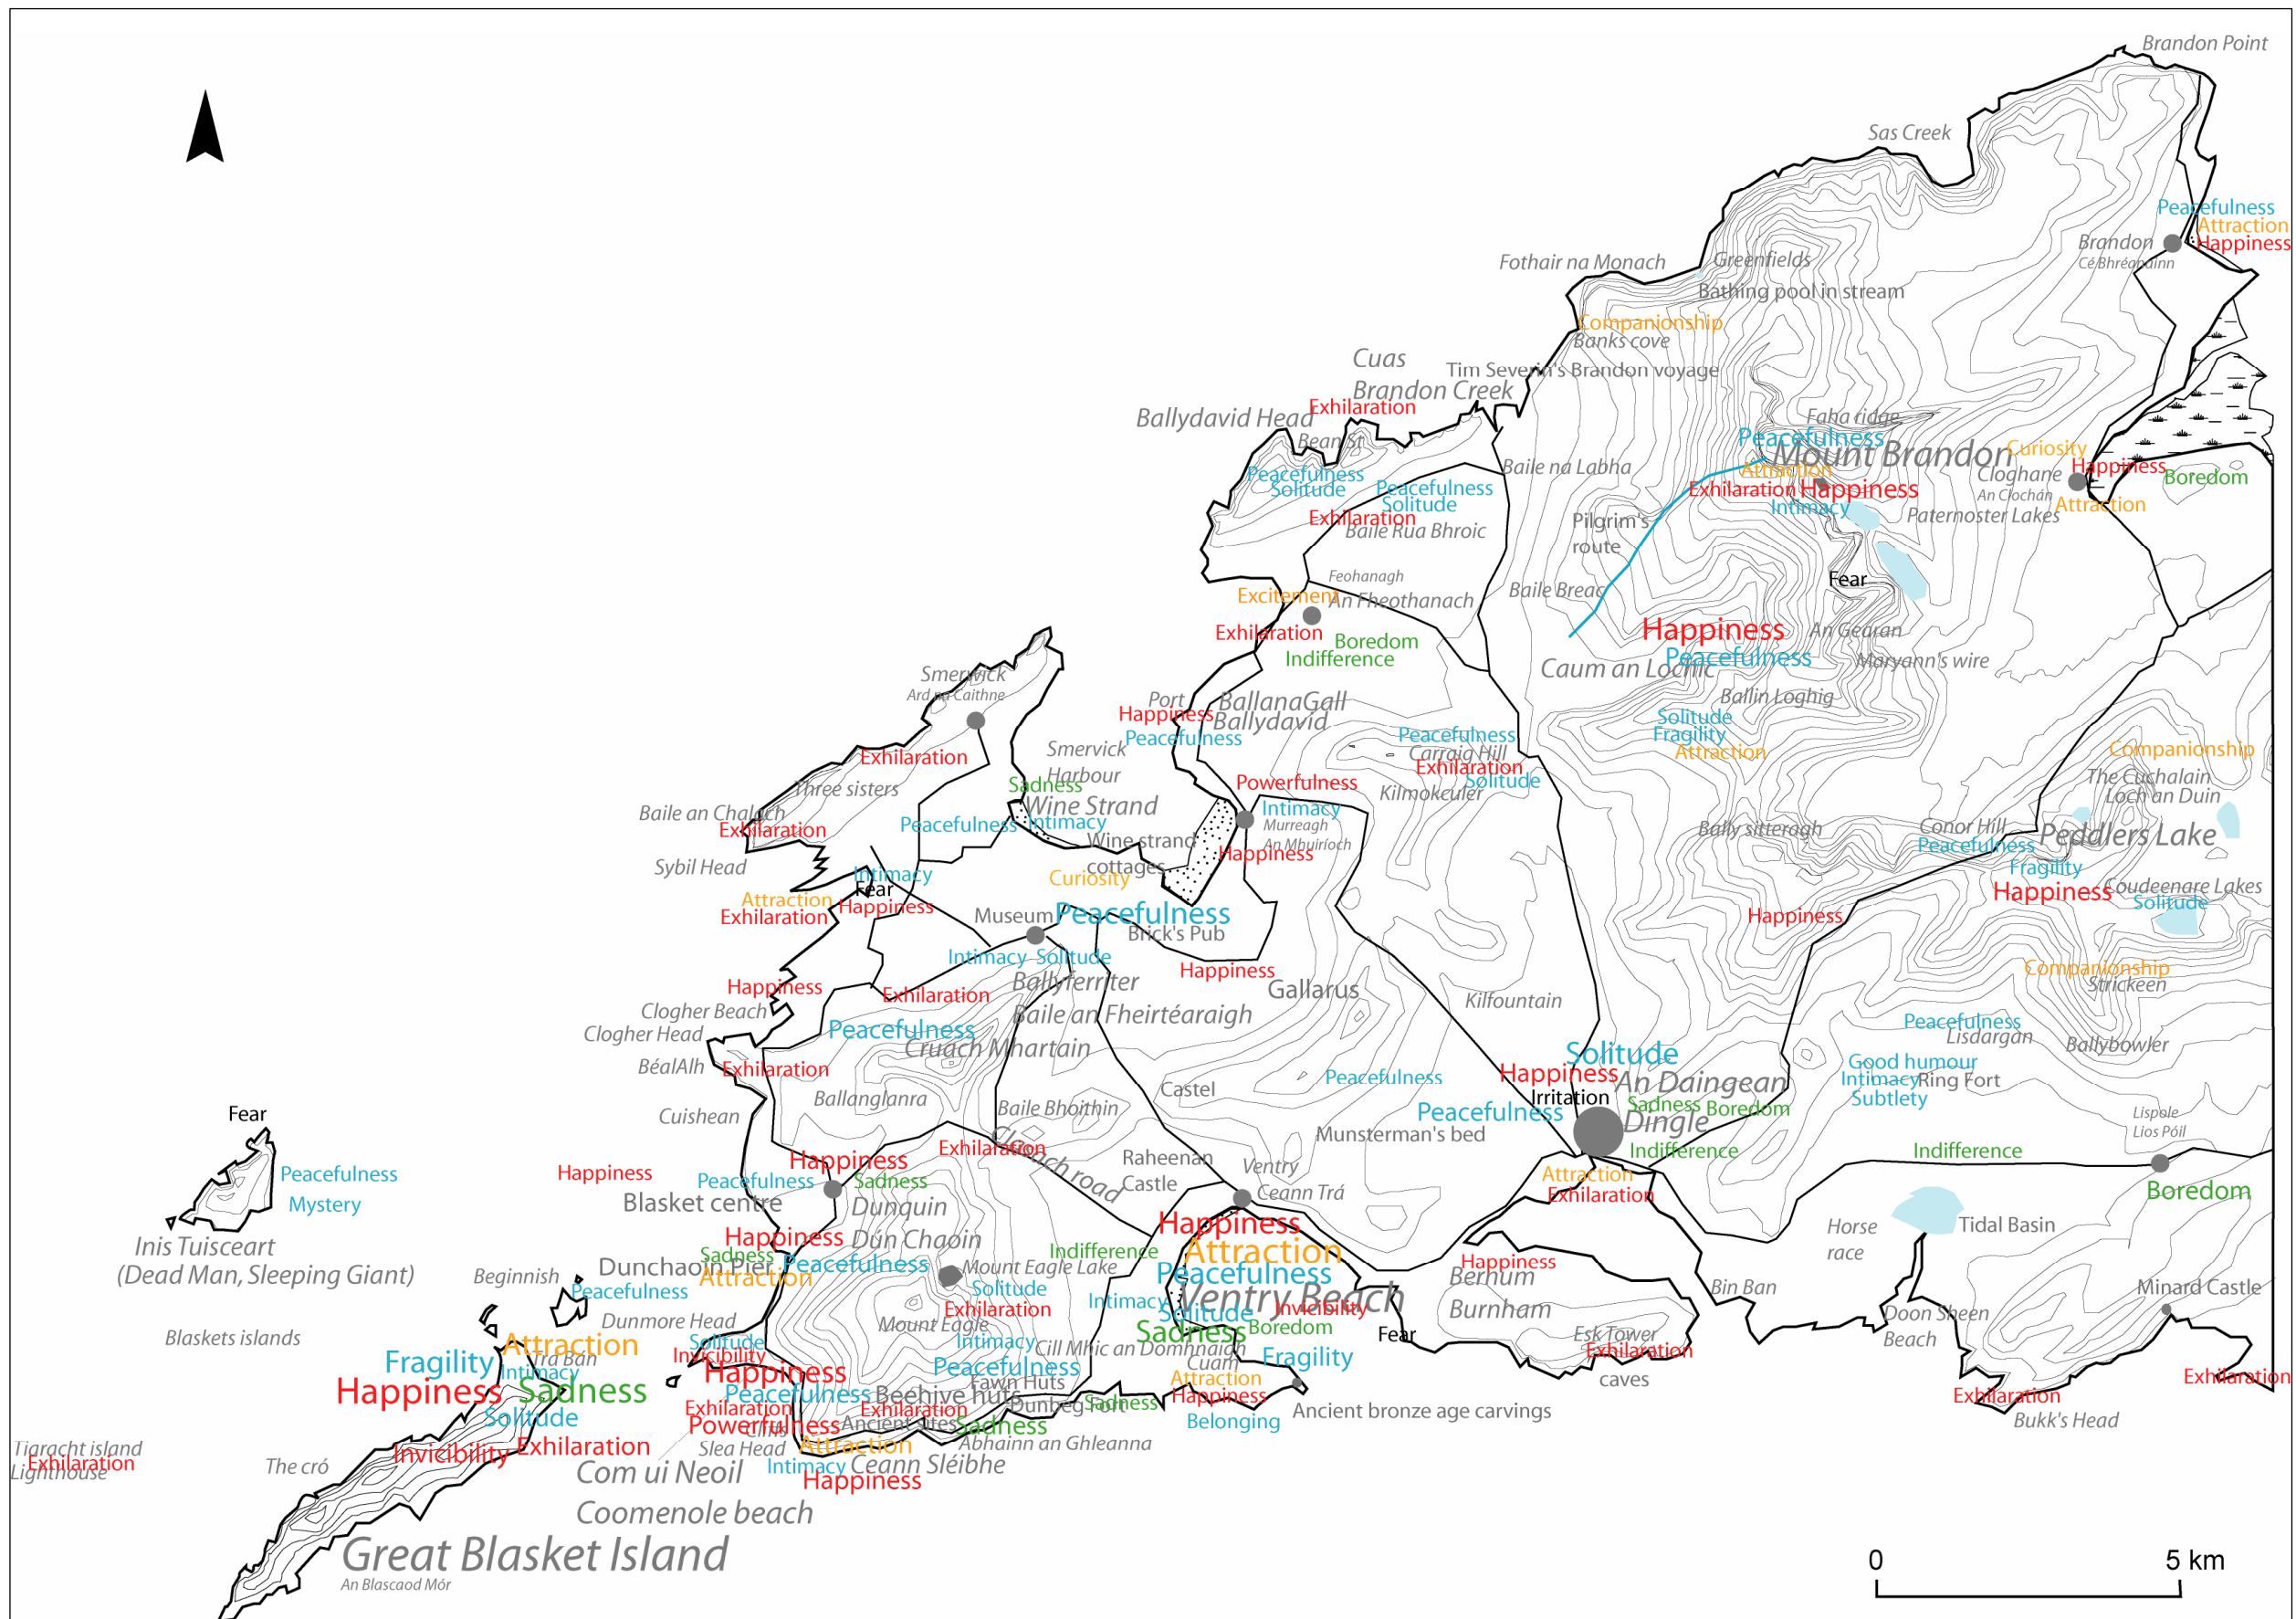 Brandon Point
Sas Creek
Peacefulness
Attraction
Brandon
Happiness
Cé Bhréanainn
Fothair na Monach
Greenfields
Bathing pool in stream
Companionship
Banks cove
Cuas
Brandon Creek
Tim Severin's Brandon voyage
Exhilaration
Ballydavid Head
Bean St
Faha ridge
Peacefulness
Mount Brandon
Attraction
Exhilaration
Happiness
Intimacy
Curiosity
Happiness
Cloghane
An Clochán
Boredom
Attraction
Paternoster Lakes
Baile na Labha
Peacefulness
Solitude
Peacefulness
Solitude
Exhilaration
Baile Rua Bhroic
Pilgrim's
route
Feohanagh
Excitement
An Fheothanach
Baile Breac
Fear
Exhilaration
Boredom
Indifference
Happiness
An Gearan
Peacefulness
Caum an Lochic
Maryann's wire
Ballin Loghig
Smerwick
Ard na Caithne
Port
BallanaGall
Happiness
Ballydavid
Peacefulness
Solitude
Fragility
Attraction
Peacefulness
Carraig Hill
Exhilaration
Solitude
Kilmokculer
Companionship
The Cuchalain
Loch an Duin
Exhilaration
Smervick
Harbour
Sadness
Three sisters
Wine Strand
Powerfulness
Intimacy
Murreagh
An Mhuiríoch
Happiness
Baile an Chalach
Exhilaration
Peacefulness
Intimacy
Wine strand
cottages
Bally sitteragh
Conor Hill
Peddlers Lake
Peacefulness
Fragility
Happiness
Coudeenare Lakes
Solitude
Sybil Head
Intimacy
Fear
Curiosity
Attraction
Happiness
Exhilaration
Museum
Peacefulness
Brick's Pub
Happiness
Intimacy
Solitude
Happiness
Companionship
Strickeen
Happiness
Exhilaration
Ballyferriter
Baile an Fheirtéaraigh
Gallarus
Kilfountain
Clogher Beach
Clogher Head
Peacefulness
Cruach Mhartain
Peacefulness
Lisdargan
Ballybowler
BéalAlh
Exhilaration
Solitude
Happiness
An Daingean
Good humour
Intimacy
Ring Fort
Subtlety
Peacefulness
Castel
Ballanglanra
Baile Bhoithin
Irritation
Sadness
Boredom
Peacefulness
Dingle
Cuishean
Lispole
Lios Póil
Fear
Munsterman's bed
Indifference
Indifference
Exhilaration
Clasach road
Happiness
Raheenan
Castle
Ventry
Ceann Trá
Attraction
Exhilaration
Boredom
Peacefulness
Mystery
Happiness
Peacefulness
Sadness
Blasket centre
Dunquin
Dún Chaoin
Happiness
Happiness
Horse
race
Tidal Basin
Inis Tuisceart
(Dead Man, Sleeping Giant)
Beginnish
Peacefulness
Sadness
Dunchaoin Pier
Peacefulness
Attraction
Mount Eagle Lake
Indifference
Attraction
Peacefulness
Solitude
Exhilaration
Intimacy
Ventry Beach
Solitude
Invicibility
Happiness
Bernum
Burnham
Bin Ban
Minard Castle
Doon Sheen
Beach
Blaskets islands
Dunmore Head
Mount Eagle
Solitude
Invicibility
Intimacy
Cill Mhic an Domhnaigh
Sadness
Boredom
Fear
Esk Tower
Exhilaration
caves
Attraction
Tra Ban
Fragility
Intimacy
Happiness
Sadness
Solitude
Happiness
Peacefulness
Peacefulness
Fawn Huts
Beehive huts
Cuam
Fragility
Attraction
Happiness
Belonging
Exhilaration
Exhilaration
Dunbeg Fort
Sadness
Ancient bronze age carvings
Exhilaration
Exhilaration
Bukk's Head
Powerfulness
Cliffs
Ancient sites
Sadness
Slea Head
Attraction
Abhainn an Ghleanna
Intimacy
Ceann Sléibhe
Happiness
Tiaracht island
Lighthouse
Exhilaration
The cró
Invicibility
Exhilaration
Com ui Neoil
Coomenole beach
Great Blasket Island
An Blascaod Mór
0 5 km